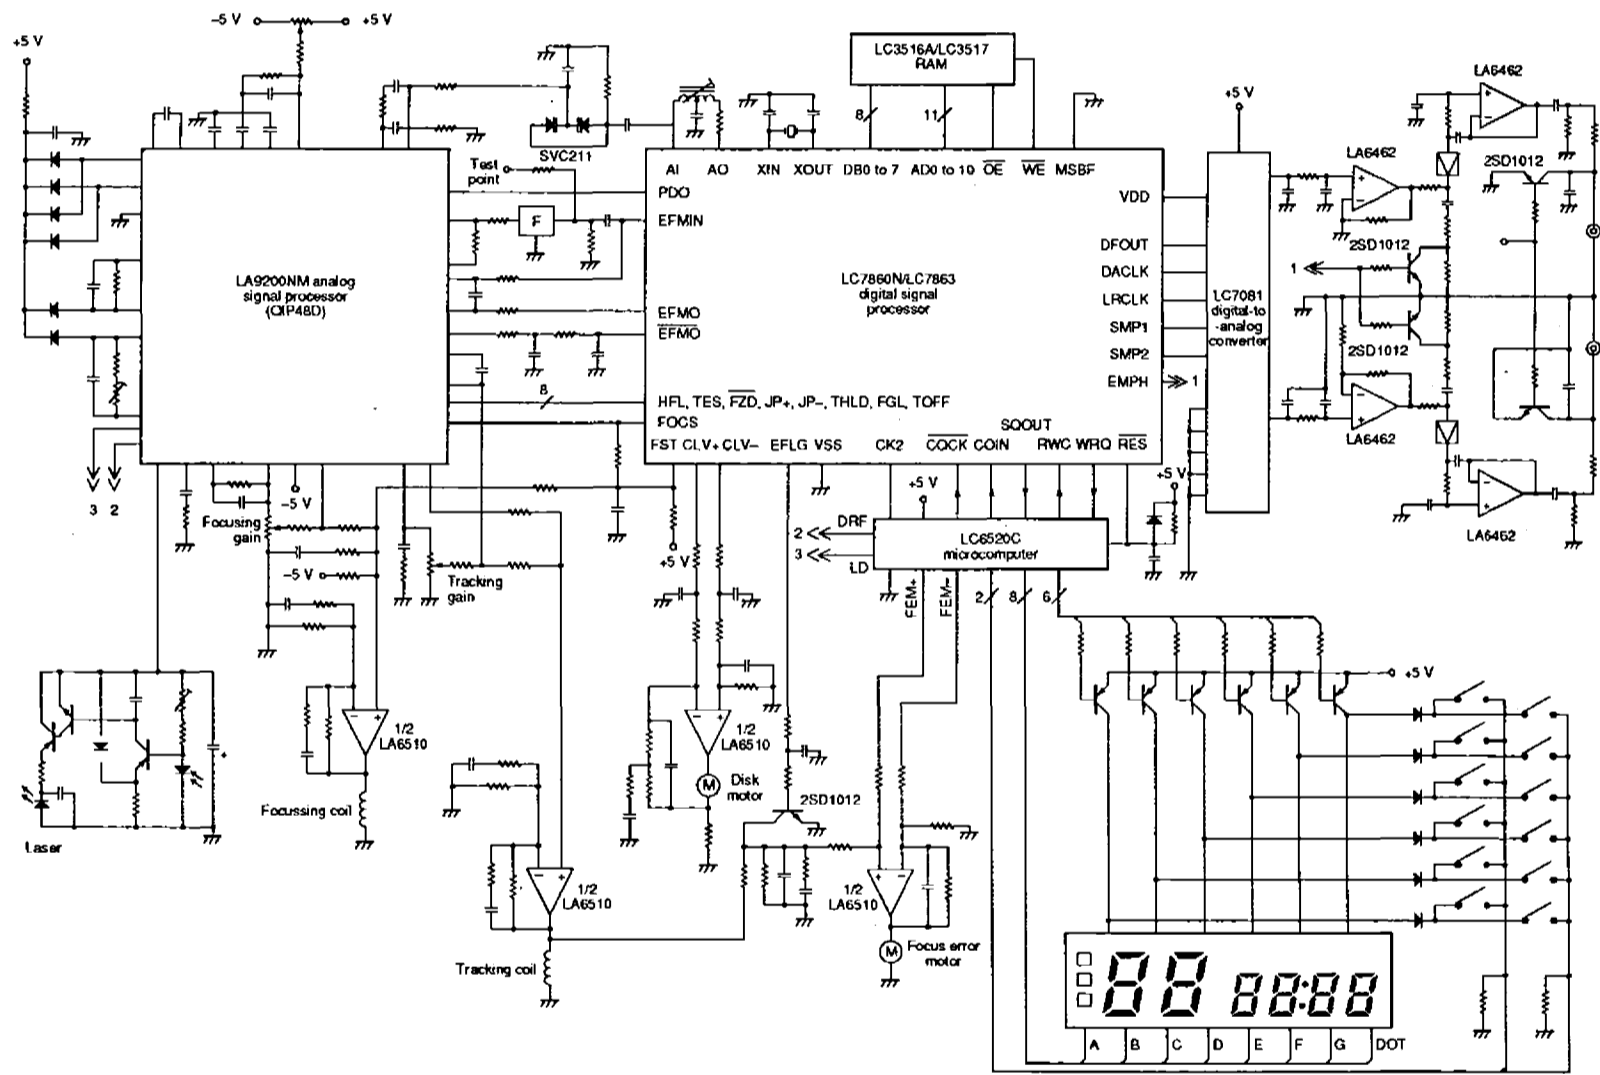 -5 V
+5 V
+5 V
LC3516A/LC3517
RAM
LA6462
+5 V
8
11
SVC211
Test
point
AI
AO
XIN
XOUT
DB0 to 7
AD0 to 10
OE
WE
MSBF
PDO
EFMIN
F
VDD
LA6462
2SD1012
DFOUT
DACLK
LRCLK
SMP1
SMP2
EMPH
1
LA9200NM analog
signal processor
(QIP48D)
LC7860N/LC7863
digital signal
processor
LC7081
digital-to
-analog
converter
2SD1012
1
2SD1012
EFMO
EFMO
8
HFL, TES, FZD, JP+, JP-, THLD, FGL, TOFF
FOCS
SQOUT
FST
CLV+
CLV-
EFLG
VSS
CK2
CQCK
COIN
RWC
WRQ
RES
LA6462
LA6462
3
2
-5 V
Focusing
gain
-5 V
Tracking
gain
+5 V
+5 V
+5 V
2
DRF
3
LD
LC6520C
microcomputer
FEM+
FEM-
2
8
6
+5 V
1/2
LA6510
Focussing coil
Laser
1/2
LA6510
M
Disk
motor
2SD1012
1/2
LA6510
Tracking coil
1/2
LA6510
M
Focus error
motor
88 88:88
A
B
C
D
E
F
G
DOT